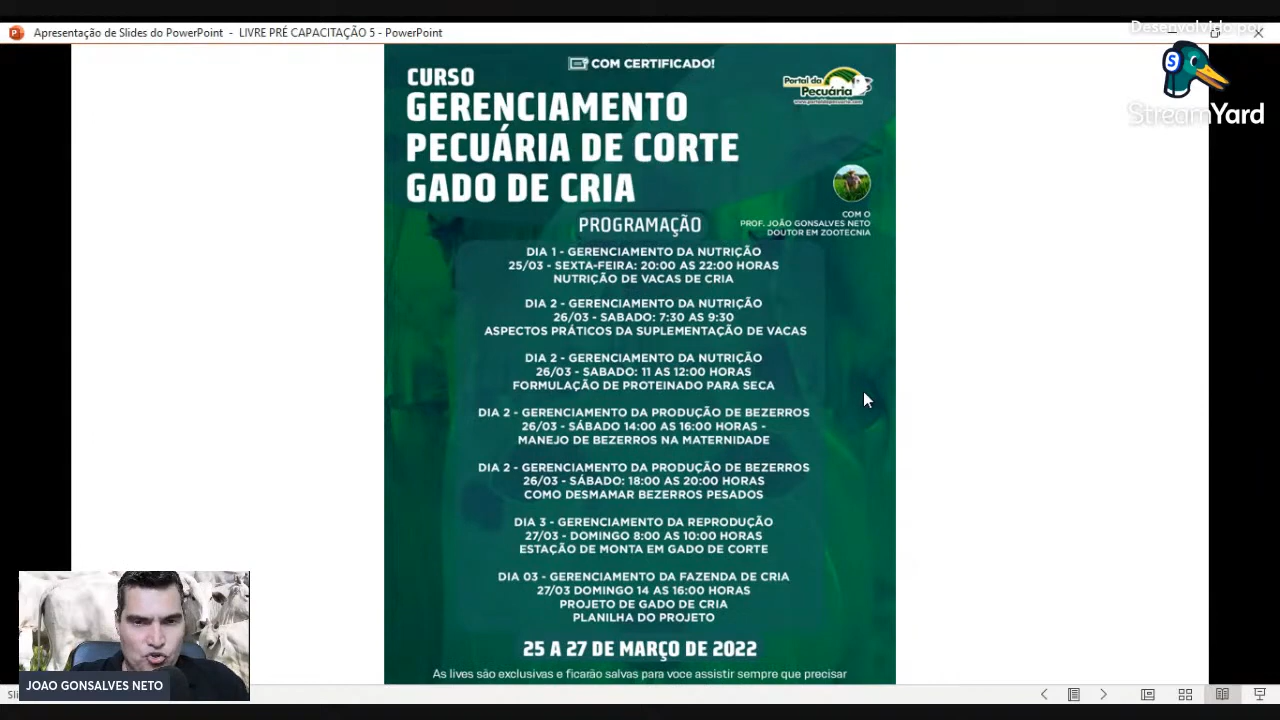 Apresentação de Slides do PowerPoint - LIVRE PRÉ CAPACITAÇÃO 5 - PowerPoint
Desenvolvido por
StreamYard
COM CERTIFICADO!
CURSO
GERENCIAMENTO
PECUÁRIA DE CORTE
GADO DE CRIA
Portal da
Pecuária
COM O
PROF. JOÃO GONSALVES NETO
DOUTOR EM ZOOTECNIA
PROGRAMAÇÃO
DIA 1 - GERENCIAMENTO DA NUTRIÇÃO
25/03 - SEXTA-FEIRA: 20:00 AS 22:00 HORAS
NUTRIÇÃO DE VACAS DE CRIA
DIA 2 - GERENCIAMENTO DA NUTRIÇÃO
26/03 - SABADO: 7:30 AS 9:30
ASPECTOS PRÁTICOS DA SUPLEMENTAÇÃO DE VACAS
DIA 2 - GERENCIAMENTO DA NUTRIÇÃO
26/03 - SABADO: 11 AS 12:00 HORAS
FORMULAÇÃO DE PROTEINADO PARA SECA
DIA 2 - GERENCIAMENTO DA PRODUÇÃO DE BEZERROS
26/03 - SÁBADO 14:00 AS 16:00 HORAS -
MANEJO DE BEZERROS NA MATERNIDADE
DIA 2 - GERENCIAMENTO DA PRODUÇÃO DE BEZERROS
26/03 - SÁBADO: 18:00 AS 20:00 HORAS
COMO DESMAMAR BEZERROS PESADOS
DIA 3 - GERENCIAMENTO DA REPRODUÇÃO
27/03 - DOMINGO 8:00 AS 10:00 HORAS
ESTAÇÃO DE MONTA EM GADO DE CORTE
DIA 03 - GERENCIAMENTO DA FAZENDA DE CRIA
27/03 DOMINGO 14 AS 16:00 HORAS
PROJETO DE GADO DE CRIA
PLANILHA DO PROJETO
25 A 27 DE MARÇO DE 2022
As lives são exclusivas e ficarão salvas para voce assistir sempre que precisar
JOAO GONSALVES NETO